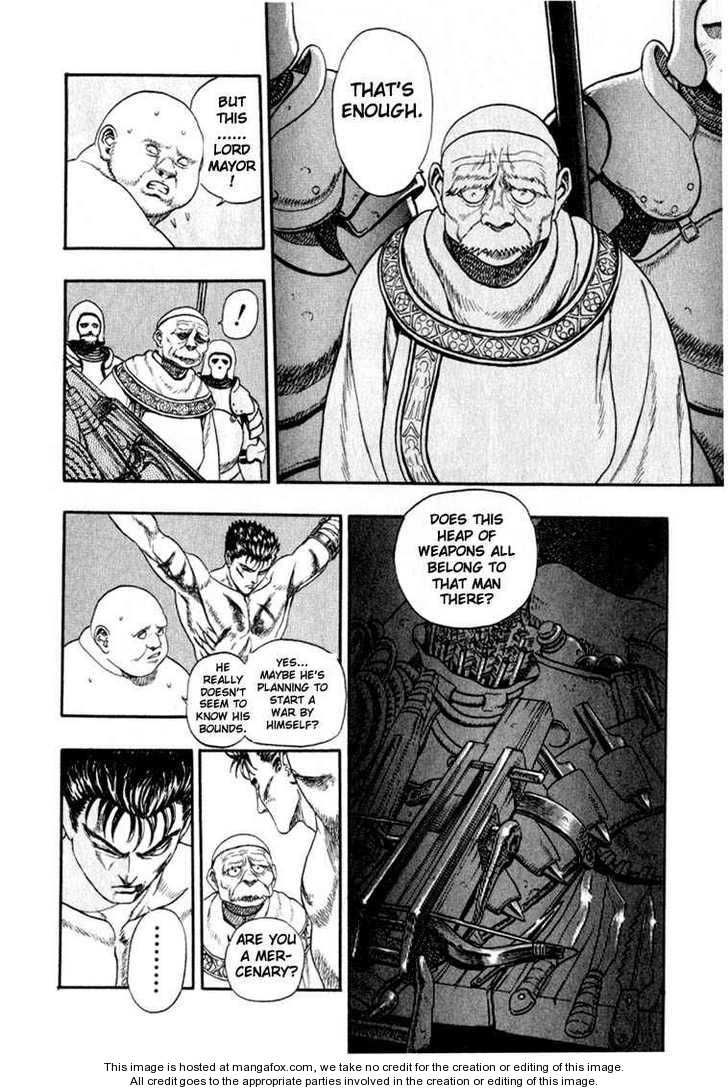 THAT'S
ENOUGH.
BUT
THIS
......
LORD
MAYOR
!
!
DOES THIS
HEAP OF
WEAPONS ALL
BELONG TO
THAT MAN
THERE?
YES...
MAYBE HE'S
PLANNING TO
START A
WAR BY
HIMSELF?
HE
REALLY
DOESN'T
SEEM TO
KNOW HIS
BOUNDS.
ARE YOU
A MER-
CENARY?
........
This image is hosted at mangafox.com, we take no credit for the creation or editing of this image.
All credit goes to the appropriate parties involved in the creation or editing of this image.